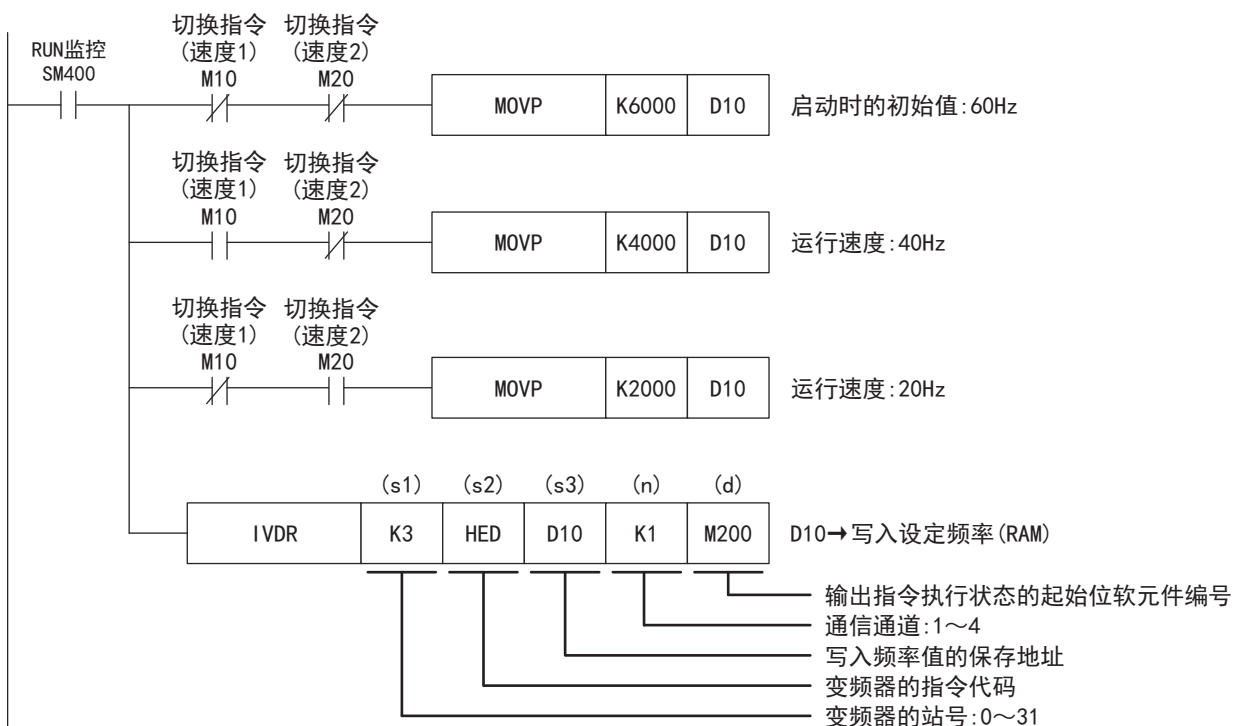 切换指令 切换指令
RUN监控 (速度1) (速度2)
SM400 M10 M20
MOVP K6000 D10 启动时的初始值:60Hz
切换指令 切换指令
(速度1) (速度2)
M10 M20
MOVP K4000 D10 运行速度:40Hz
切换指令 切换指令
(速度1) (速度2)
M10 M20
MOVP K2000 D10 运行速度:20Hz
(s1) (s2) (s3) (n) (d)
IVDR K3 HED D10 K1 M200 D10→写入设定频率(RAM)
输出指令执行状态的起始位软元件编号
通信通道:1～4
写入频率值的保存地址
变频器的指令代码
变频器的站号:0～31